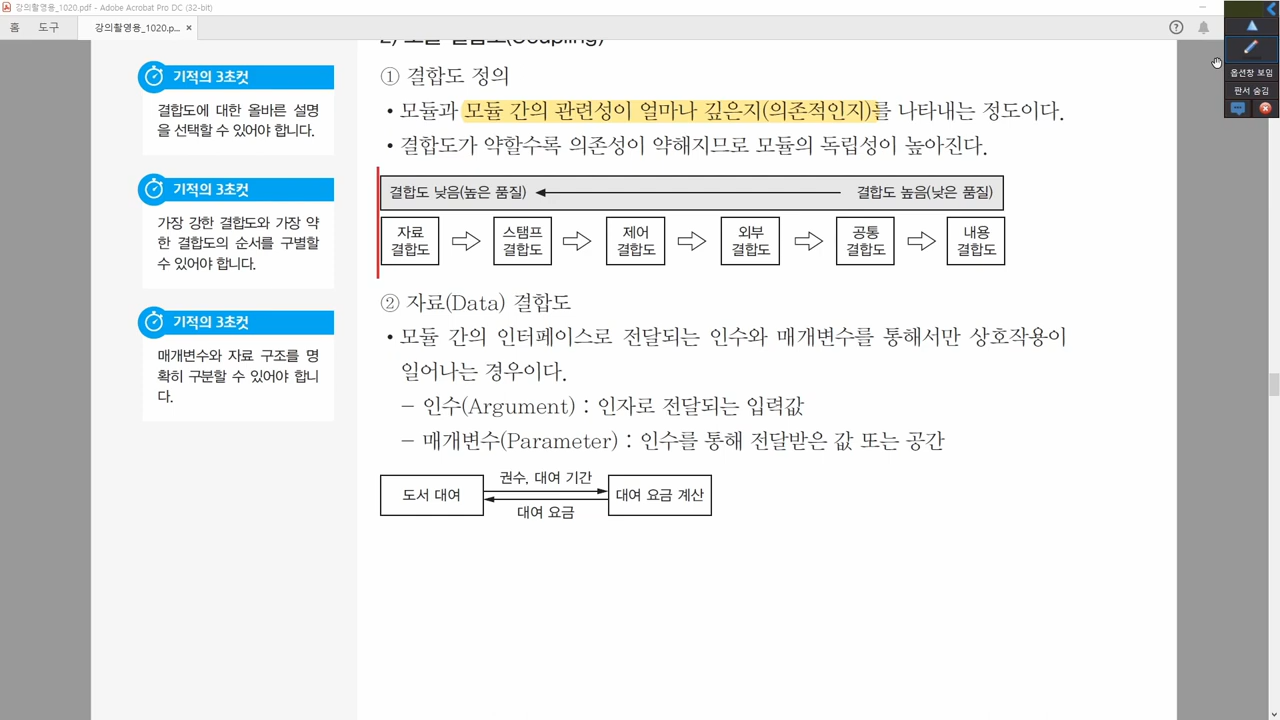 강의촬영용_1020.pdf - Adobe Acrobat Pro DC (32-bit)
홈 도구 강의촬영용_1020.p... ×
옵션창 보임
판서 숨김
기적의 3초컷
결합도에 대한 올바른 설명
을 선택할 수 있어야 합니다.
기적의 3초컷
가장 강한 결합도와 가장 약
한 결합도의 순서를 구별할
수 있어야 합니다.
기적의 3초컷
매개변수와 자료 구조를 명
확히 구분할 수 있어야 합니
다.
2) 모듈 결합도(Coupling)
① 결합도 정의
• 모듈과 모듈 간의 관련성이 얼마나 깊은지(의존적인지)를 나타내는 정도이다.
• 결합도가 약할수록 의존성이 약해지므로 모듈의 독립성이 높아진다.
결합도 낮음(높은 품질) 결합도 높음(낮은 품질)
자료 결합도
스탬프 결합도
제어 결합도
외부 결합도
공통 결합도
내용 결합도
② 자료(Data) 결합도
• 모듈 간의 인터페이스로 전달되는 인수와 매개변수를 통해서만 상호작용이
일어나는 경우이다.
– 인수(Argument) : 인자로 전달되는 입력값
– 매개변수(Parameter) : 인수를 통해 전달받은 값 또는 공간
권수, 대여 기간
도서 대여 대여 요금 계산
대여 요금